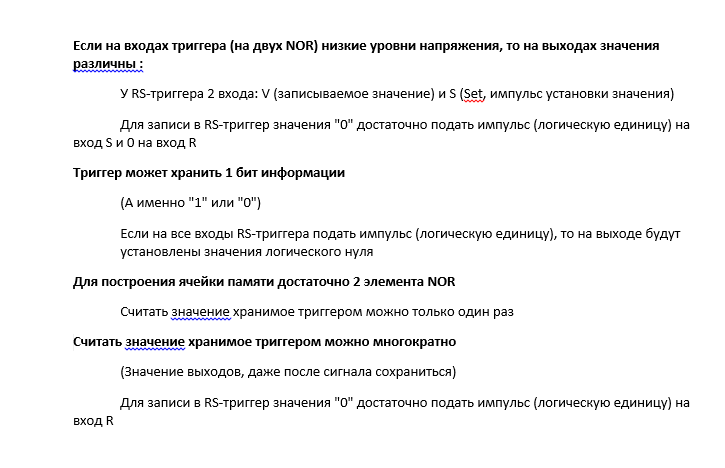 Если на входах триггера (на двух NOR) низкие уровни напряжения, то на выходах значения
различны :
У RS-триггера 2 входа: V (записываемое значение) и S (Set, импульс установки значения)
Для записи в RS-триггер значения "0" достаточно подать импульс (логическую единицу) на
вход S и 0 на вход R
Триггер может хранить 1 бит информации
(А именно "1" или "0")
Если на все входы RS-триггера подать импульс (логическую единицу), то на выходе будут
установлены значения логического нуля
Для построения ячейки памяти достаточно 2 элемента NOR
Считать значение хранимое триггером можно только один раз
Считать значение хранимое триггером можно многократно
(Значение выходов, даже после сигнала сохраниться)
Для записи в RS-триггер значения "0" достаточно подать импульс (логическую единицу) на
вход R